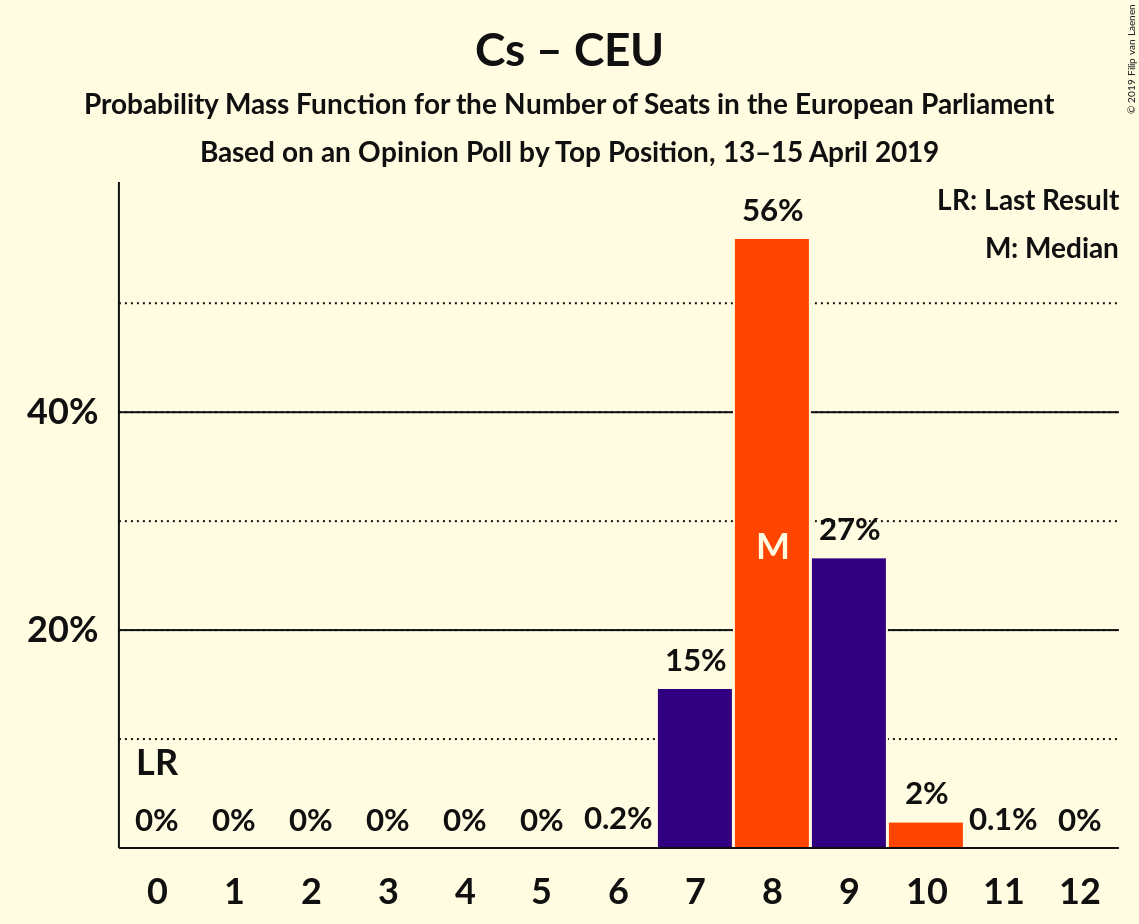 Cs – CEU
Probability Mass Function for the Number of Seats in the European Parliament
Based on an Opinion Poll by Top Position, 13–15 April 2019
© 2019 Filip van Laenen
LR: Last Result
M: Median
56%
40%
M
27%
20%
15%
LR
0% 0% 0% 0% 0% 0% 0.2% 2% 0.1% 0%
0 1 2 3 4 5 6 7 8 9 10 11 12